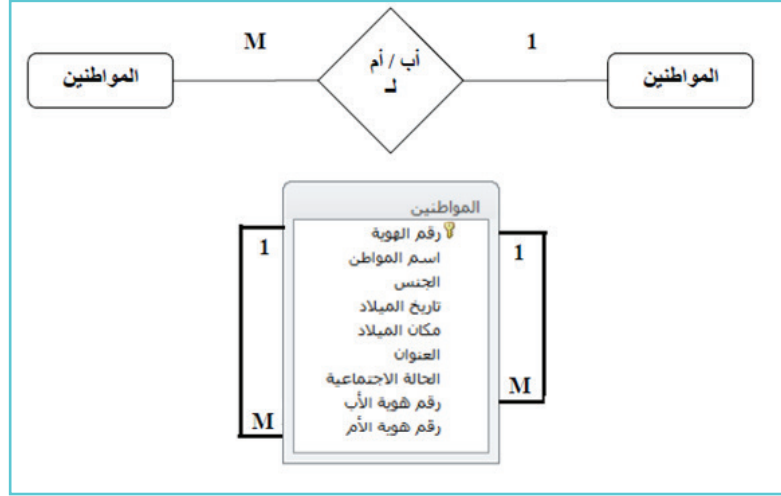 M
1
المواطنين
أب / أم
لـ
المواطنين
المواطنين
رقم الهوية
1
1
اسم المواطن
الجنس
تاريخ الميلاد
مكان الميلاد
العنوان
الحالة الاجتماعية
M
رقم هوية الأب
M
رقم هوية الأم